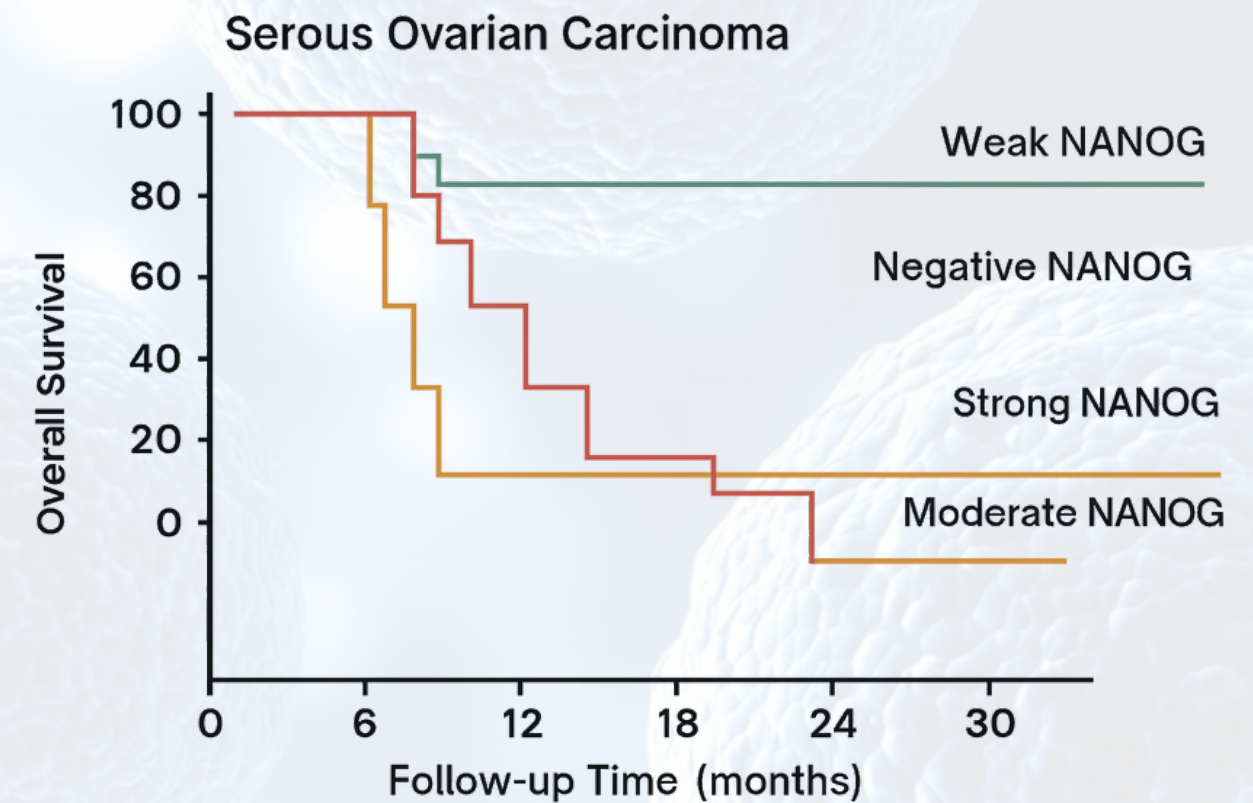 Serous Ovarian Carcinoma
Overall Survival
100
80
60
40
20
0
Weak NANOG
Negative NANOG
Strong NANOG
Moderate NANOG
0 6 12 18 24 30
Follow-up Time (months)